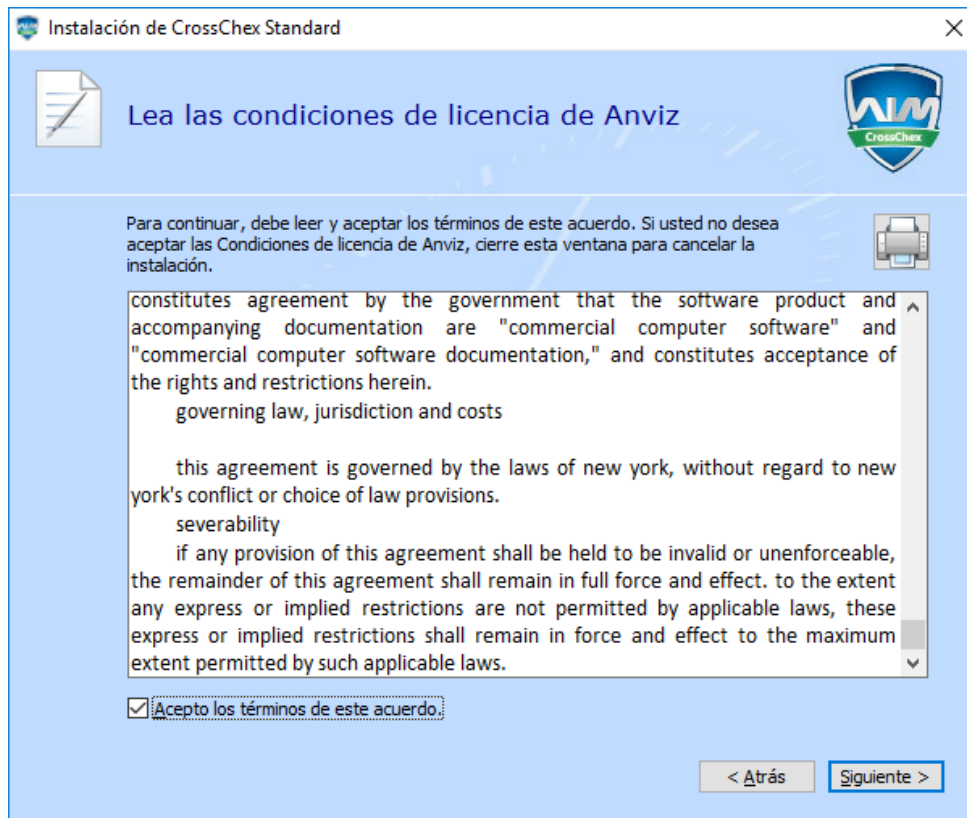 Instalación de CrossChex Standard
Lea las condiciones de licencia de Anviz
AIM
CrossChex
Para continuar, debe leer y aceptar los términos de este acuerdo. Si usted no desea
aceptar las Condiciones de licencia de Anviz, cierre esta ventana para cancelar la
instalación.
constitutes agreement by the government that the software product and
accompanying documentation are "commercial computer software" and
"commercial computer software documentation," and constitutes acceptance of
the rights and restrictions herein.
governing law, jurisdiction and costs
this agreement is governed by the laws of new york, without regard to new
york's conflict or choice of law provisions.
severability
if any provision of this agreement shall be held to be invalid or unenforceable,
the remainder of this agreement shall remain in full force and effect. to the extent
any express or implied restrictions are not permitted by applicable laws, these
express or implied restrictions shall remain in force and effect to the maximum
extent permitted by such applicable laws.
Acepto los términos de este acuerdo.
< Atrás
Siguiente >